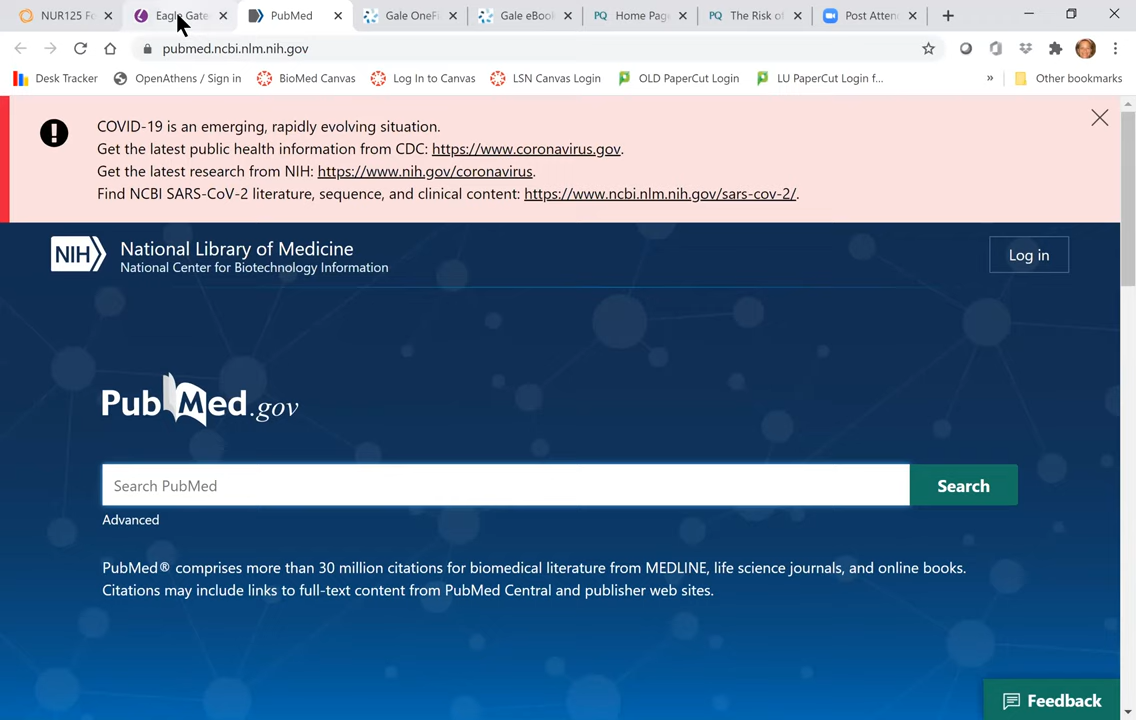 NUR125 Fo
Eagle Gate
PubMed
Gale OneFi
Gale eBook
PQ Home Page
PQ The Risk of
Post Atten
pubmed.ncbi.nlm.nih.gov
Desk Tracker
OpenAthens / Sign in
BioMed Canvas
Log In to Canvas
LSN Canvas Login
OLD PaperCut Login
LU PaperCut Login f...
»
Other bookmarks
COVID-19 is an emerging, rapidly evolving situation.
Get the latest public health information from CDC: https://www.coronavirus.gov.
Get the latest research from NIH: https://www.nih.gov/coronavirus.
Find NCBI SARS-CoV-2 literature, sequence, and clinical content: https://www.ncbi.nlm.nih.gov/sars-cov-2/.
NIH National Library of Medicine
National Center for Biotechnology Information
Log in
PubMed.gov
Search PubMed
Search
Advanced
PubMed® comprises more than 30 million citations for biomedical literature from MEDLINE, life science journals, and online books.
Citations may include links to full-text content from PubMed Central and publisher web sites.
Feedback